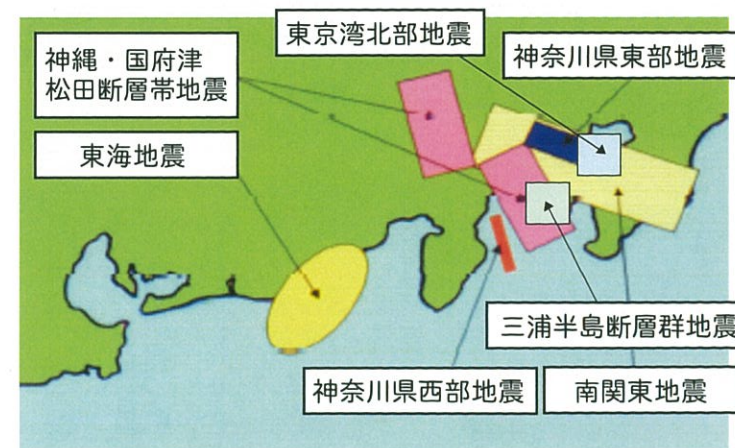 東京湾北部地震
神縄・国府津
松田断層帯地震
神奈川県東部地震
東海地震
三浦半島断層群地震
神奈川県西部地震
南関東地震